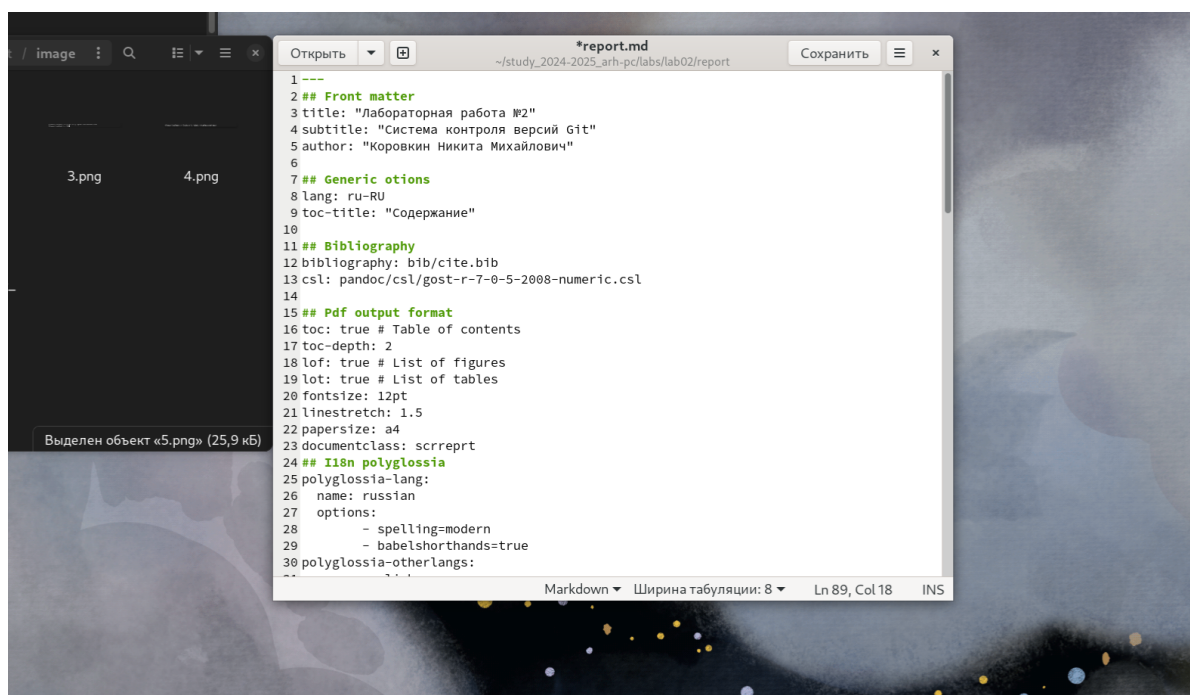 / image
3.png
4.png
Выделен объект «5.png» (25,9 кБ)
Открыть
*report.md
~/study_2024-2025_arh-pc/labs/lab02/report
Сохранить
1 ---
2 ## Front matter
3 title: "Лабораторная работа №2"
4 subtitle: "Система контроля версий Git"
5 author: "Коровкин Никита Михайлович"
6
7 ## Generic otions
8 lang: ru-RU
9 toc-title: "Содержание"
10
11 ## Bibliography
12 bibliography: bib/cite.bib
13 csl: pandoc/csl/gost-r-7-0-5-2008-numeric.csl
14
15 ## Pdf output format
16 toc: true # Table of contents
17 toc-depth: 2
18 lof: true # List of figures
19 lot: true # List of tables
20 fontsize: 12pt
21 linestretch: 1.5
22 papersize: a4
23 documentclass: scrreprt
24 ## I18n polyglossia
25 polyglossia-lang:
26   name: russian
27   options:
28         - spelling=modern
29         - babelshorthands=true
30 polyglossia-otherlangs:
Markdown
Ширина табуляции: 8
Ln 89, Col 18
INS